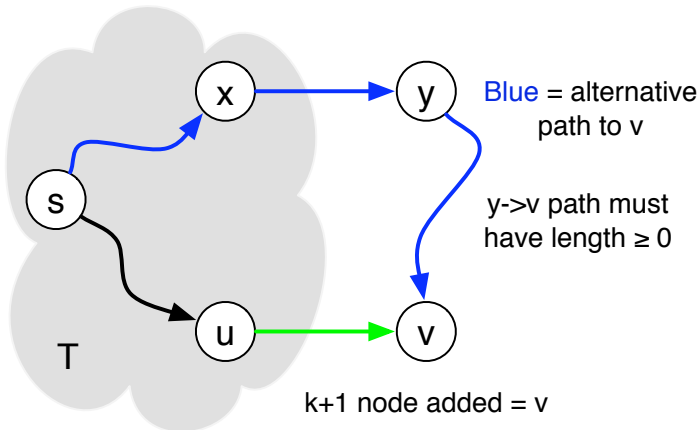 x
y
Blue = alternative
path to v
s
y->v path must
have length ≥ 0
u
v
T
k+1 node added = v